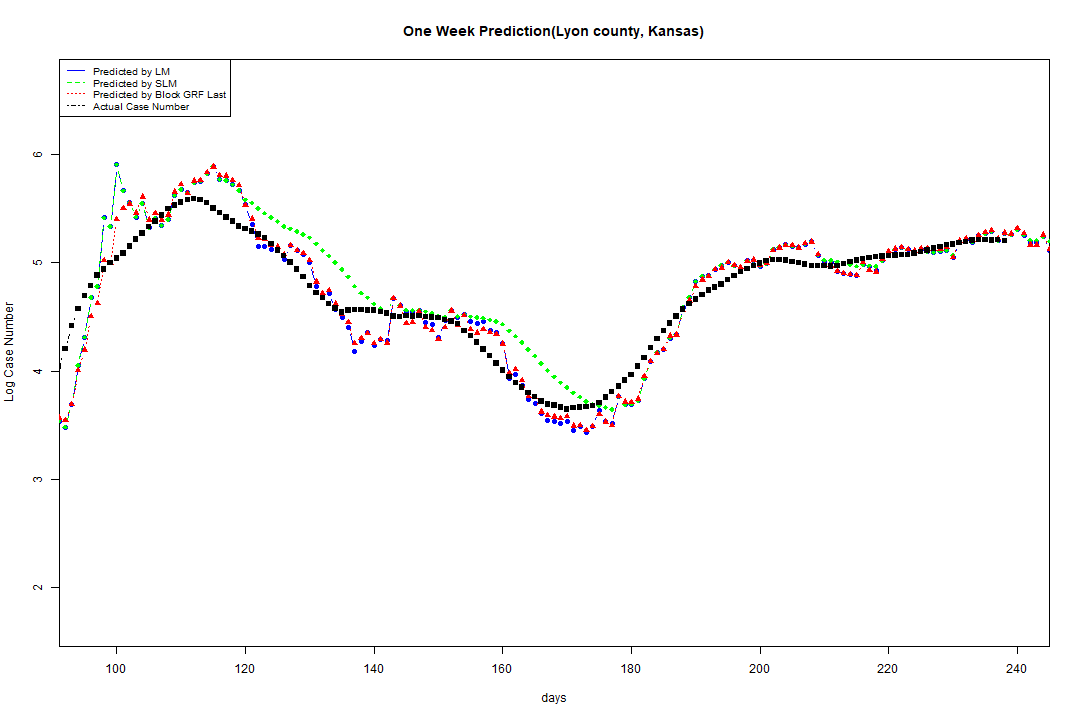 One Week Prediction(Lyon county, Kansas)
Predicted by LM
Predicted by SLM
Predicted by Block GRF Last
Actual Case Number
6
5
4
3
2
Log Case Number
100 120 140 160 180 200 220 240
days